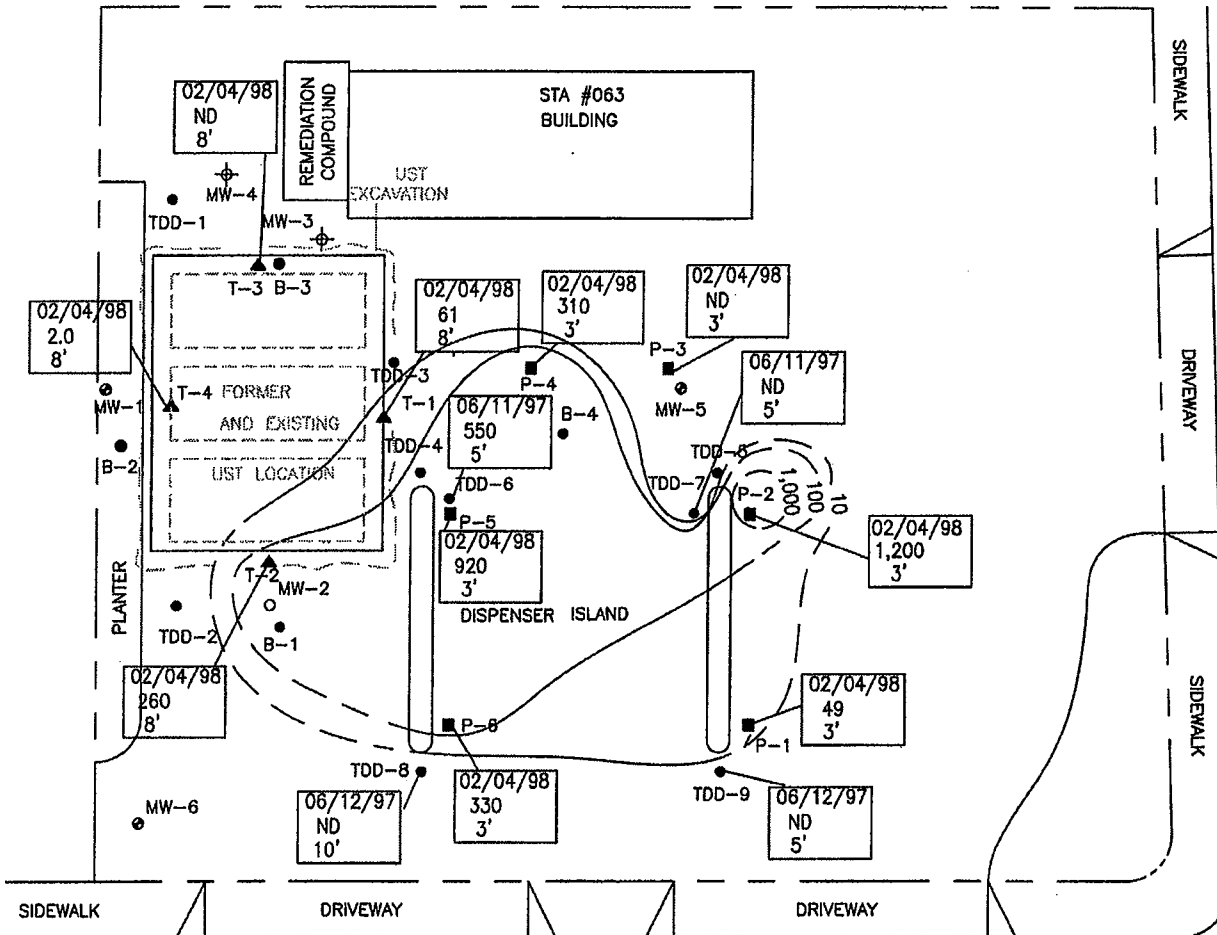 SIDEWALK
02/04/98
ND
8'
REMEDIATION
COMPOUND
STA #063
BUILDING
UST
EXCAVATION
MW-4
TDD-1
MW-3
T-3
B-3
02/04/98
61
8'
02/04/98
310
3'
02/04/98
ND
3'
02/04/98
2.0
8'
P-3
DRIVEWAY
06/11/97
ND
5'
TDD-3
P-4
MW-5
MW-1
T-4
FORMER
AND EXISTING
UST LOCATION
T-1
06/11/97
550
5'
B-4
B-2
TDD-4
TDD-6
TDD-7
P-2
1,000
100
10
P-5
02/04/98
1,200
3'
02/04/98
920
3'
T-2
MW-2
PLANTER
TDD-2
B-1
DISPENSER ISLAND
02/04/98
260
8'
02/04/98
49
3'
SIDEWALK
P-6
P-1
TDD-8
02/04/98
330
3'
TDD-9
MW-6
06/12/97
ND
10'
06/12/97
ND
5'
SIDEWALK
DRIVEWAY
DRIVEWAY